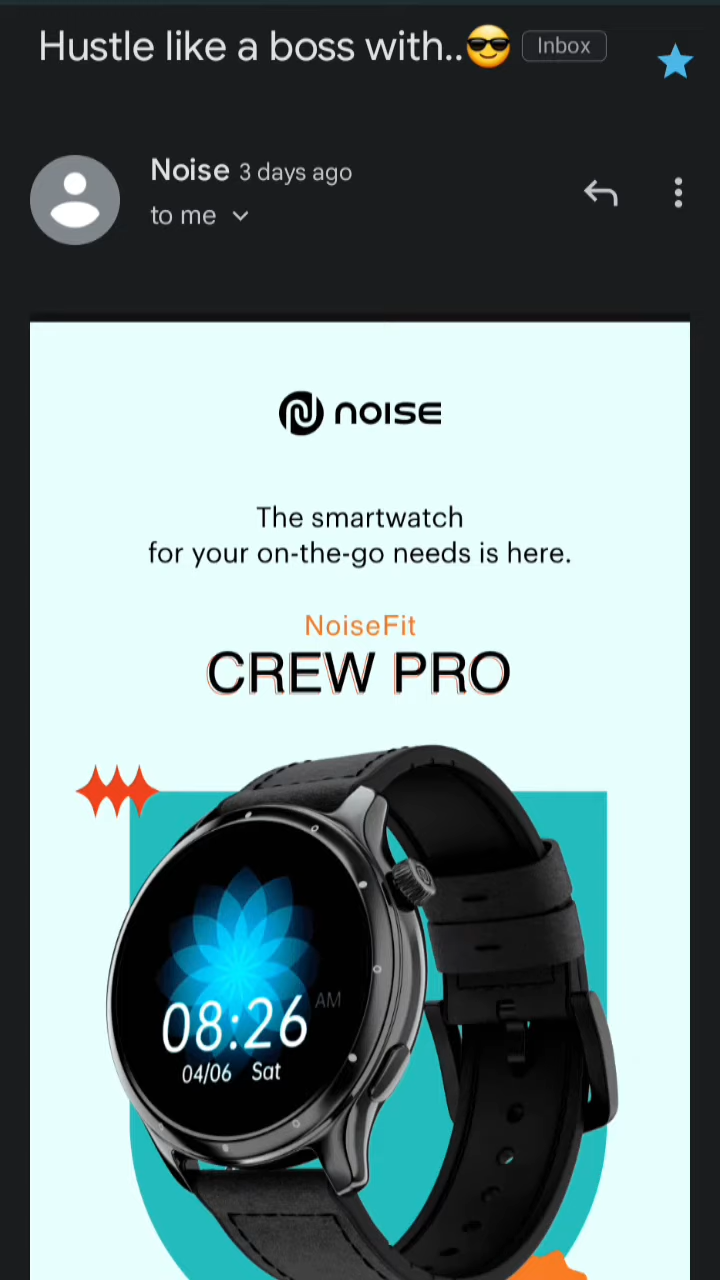 Hustle like a boss with..😎 Inbox
Noise 3 days ago
to me
noise
The smartwatch
for your on-the-go needs is here.
NoiseFit
CREW PRO
08:26 AM
04/06 Sat